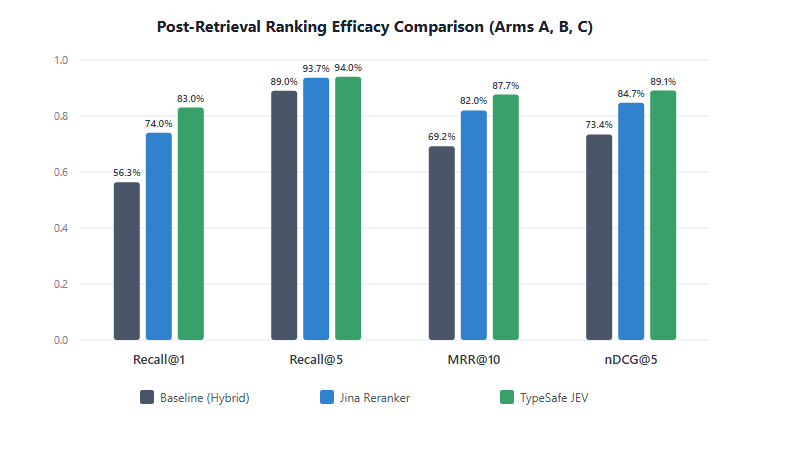 Post-Retrieval Ranking Efficacy Comparison (Arms A, B, C)
1.0
0.8
0.6
0.4
0.2
0.0
56.3%
74.0%
83.0%
89.0%
93.7%
94.0%
69.2%
82.0%
87.7%
73.4%
84.7%
89.1%
Recall@1
Recall@5
MRR@10
nDCG@5
Baseline (Hybrid)
Jina Reranker
TypeSafe JEV